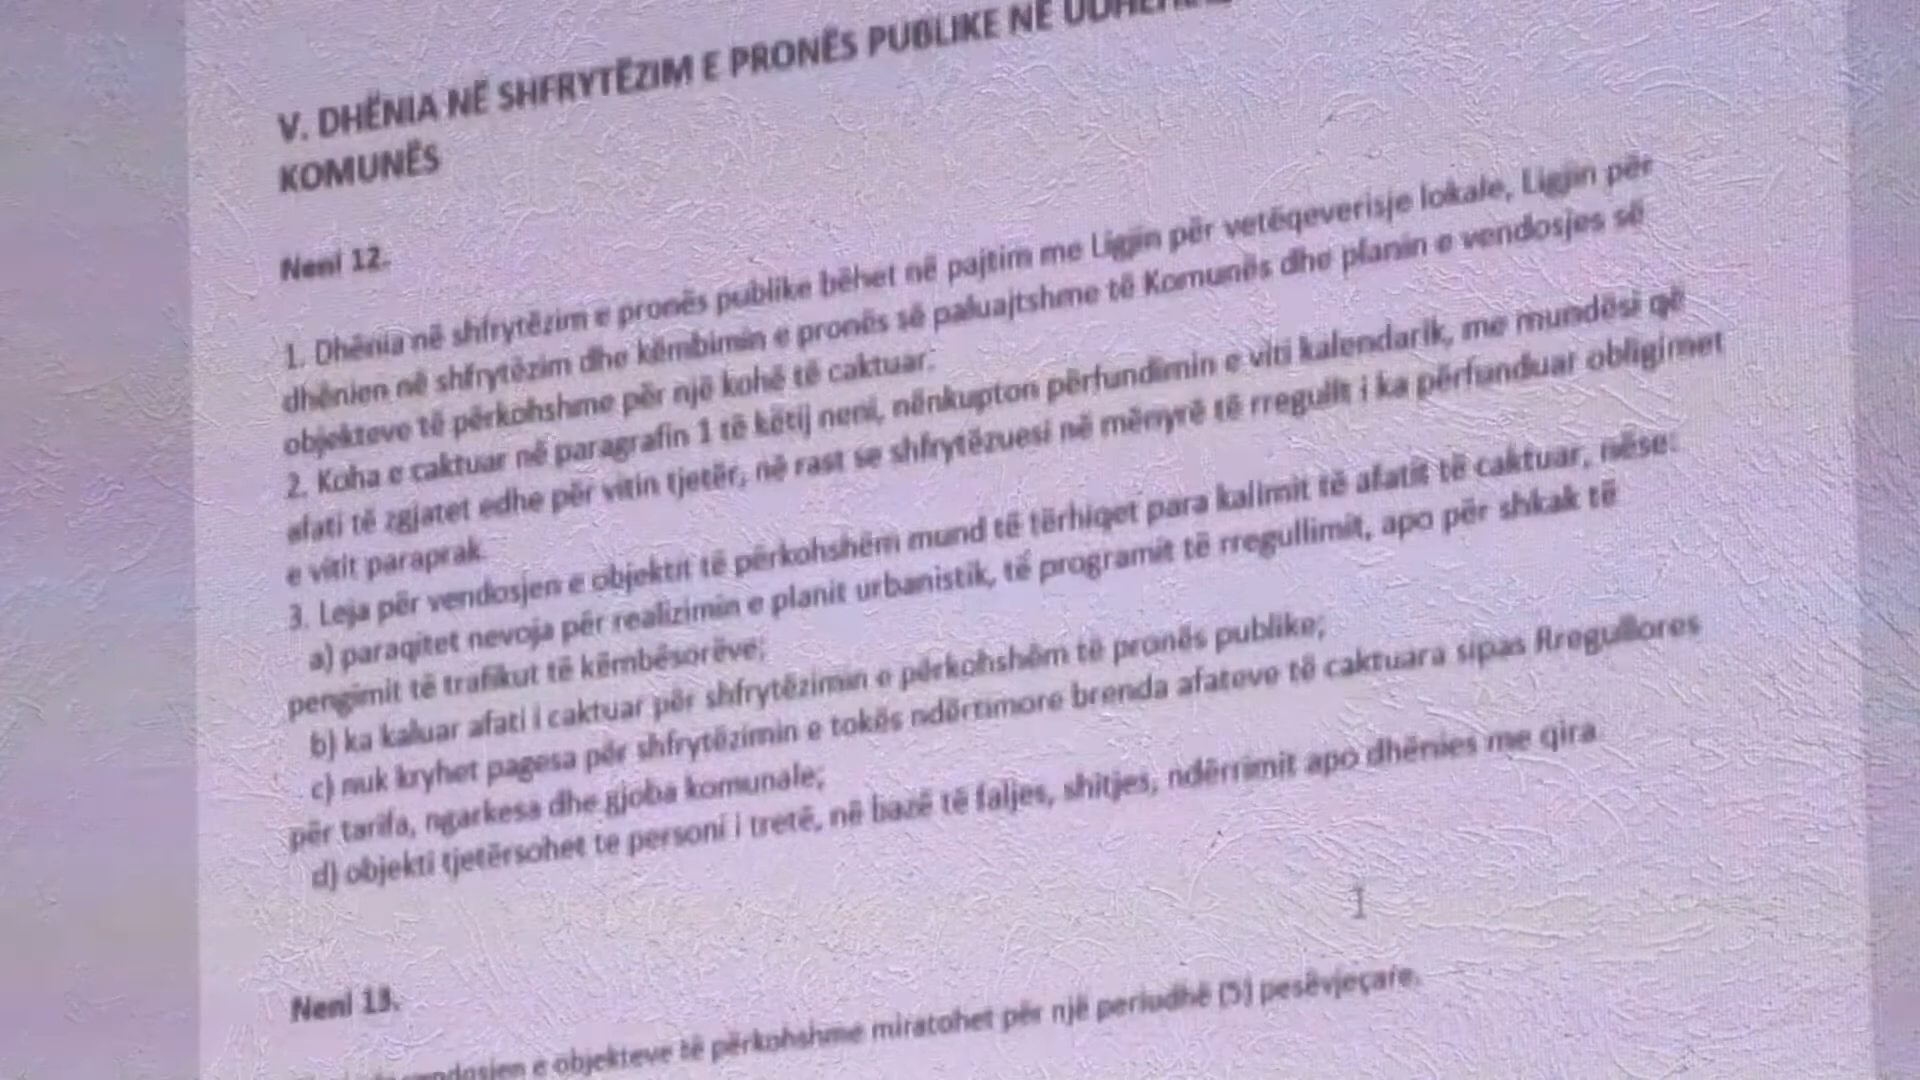 V. DHËNIA NË SHFRYTËZIM E PRONËS PUBLIKE NË
KOMUNËS
Neni 12.
1. Dhënia në shfrytëzim e pronës publike bëhet në pajtim me Ligjin për vetëqeverisje lokale, Ligjin për
dhënien në shfrytëzim dhe këmbimin e pronës së paluajtshme të Komunës dhe planin e vendosjes së
objekteve të përkohshme për një kohë të caktuar.
2. Koha e caktuar në paragrafin 1 të këtij neni, nënkupton përfundimin e viti kalendarik, me mundësi që
afati të zgjatet edhe për vitin tjetër, në rast se shfrytëzuesi në mënyrë të rregullt i ka përfunduar obligimet
e vitit paraprak.
3. Leja për vendosjen e objektit të përkohshëm mund të tërhiqet para kalimit të afatit të caktuar, nëse:
a) paraqitet nevoja për realizimin e planit urbanistik, të programit të rregullimit, apo për shkak të
pengimit të trafikut të këmbësorëve;
b) ka kaluar afati i caktuar për shfrytëzimin e përkohshëm të pronës publike;
c) nuk kryhet pagesa për shfrytëzimin e tokës ndërtimore brenda afateve të caktuara sipas Rregullores
për tarifa, ngarkesa dhe gjoba komunale;
d) objekti tjetërsohet te personi i tretë, në bazë të faljes, shitjes, ndërrimit apo dhënies me qira.
Neni 13.
vendosjen e objekteve të përkohshme miratohet për një periudhë (5) pesëvjeçare.